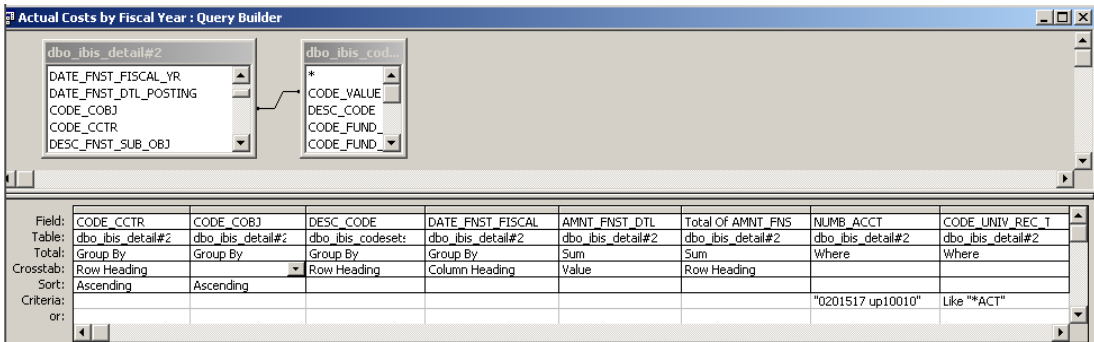 Actual Costs by Fiscal Year : Query Builder
dbo_ibis_detail#2 dbo_ibis_cod...
DATE_FNST_FISCAL_YR *
DATE_FNST_DTL_POSTING CODE_VALUE
CODE_COBJ DESC_CODE
CODE_CCTR CODE_FUND_
DESC_FNST_SUB_OBJ CODE_FUND_
Field: CODE_CCTR CODE_COBJ DESC_CODE DATE_FNST_FISCAL AMNT_FNST_DTL Total Of AMNT_FNS NUMB_ACCT CODE_UNIV_REC_T
Table: dbo_ibis_detail#2 dbo_ibis_detail#2 dbo_ibis_codesets dbo_ibis_detail#2 dbo_ibis_detail#2 dbo_ibis_detail#2 dbo_ibis_detail#2 dbo_ibis_detail#2
Total: Group By Group By Group By Group By Sum Sum Where Where
Crosstab: Row Heading Row Heading Column Heading Value Row Heading
Sort: Ascending Ascending
Criteria: "0201517 up10010" Like "*ACT"
or: